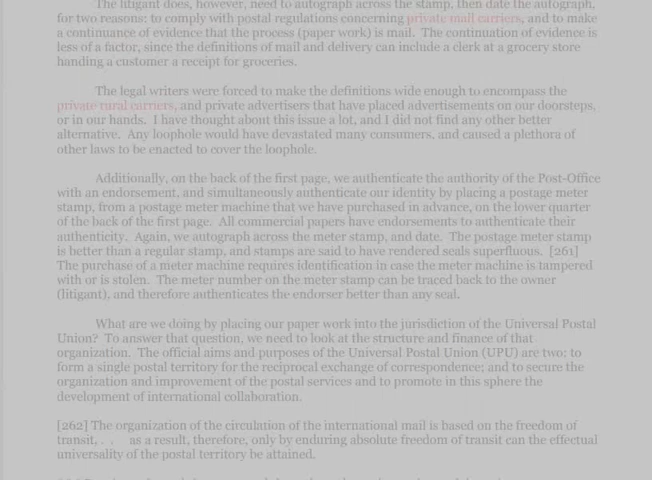 The litigant does, however, need to autograph across the stamp, then date the autograph,
for two reasons: to comply with postal regulations concerning private mail carriers, and to make
a continuance of evidence that the process (paper work) is mail. The continuation of evidence is
less of a factor, since the definitions of mail and delivery can include a clerk at a grocery store
handing a customer a receipt for groceries.
The legal writers were forced to make the definitions wide enough to encompass the
private rural carriers, and private advertisers that have placed advertisements on our doorsteps,
or in our hands. I have thought about this issue a lot, and I did not find any other better
alternative. Any loophole would have devastated many consumers, and caused a plethora of
other laws to be enacted to cover the loophole.
Additionally, on the back of the first page, we authenticate the authority of the Post-Office
with an endorsement, and simultaneously authenticate our identity by placing a postage meter
stamp, from a postage meter machine that we have purchased in advance, on the lower quarter
of the back of the first page. All commercial papers have endorsements to authenticate their
authenticity. Again, we autograph across the meter stamp, and date. The postage meter stamp
is better than a regular stamp, and stamps are said to have rendered seals superfluous. [261]
The purchase of a meter machine requires identification in case the meter machine is tampered
with or is stolen. The meter number on the meter stamp can be traced back to the owner
(litigant), and therefore authenticates the endorser better than any seal.
What are we doing by placing our paper work into the jurisdiction of the Universal Postal
Union? To answer that question, we need to look at the structure and finance of that
organization. The official aims and purposes of the Universal Postal Union (UPU) are two: to
form a single postal territory for the reciprocal exchange of correspondence; and to secure the
organization and improvement of the postal services and to promote in this sphere the
development of international collaboration.
[262] The organization of the circulation of the international mail is based on the freedom of
transit, . . as a result, therefore, only by enduring absolute freedom of transit can the effectual
universality of the postal territory be attained.